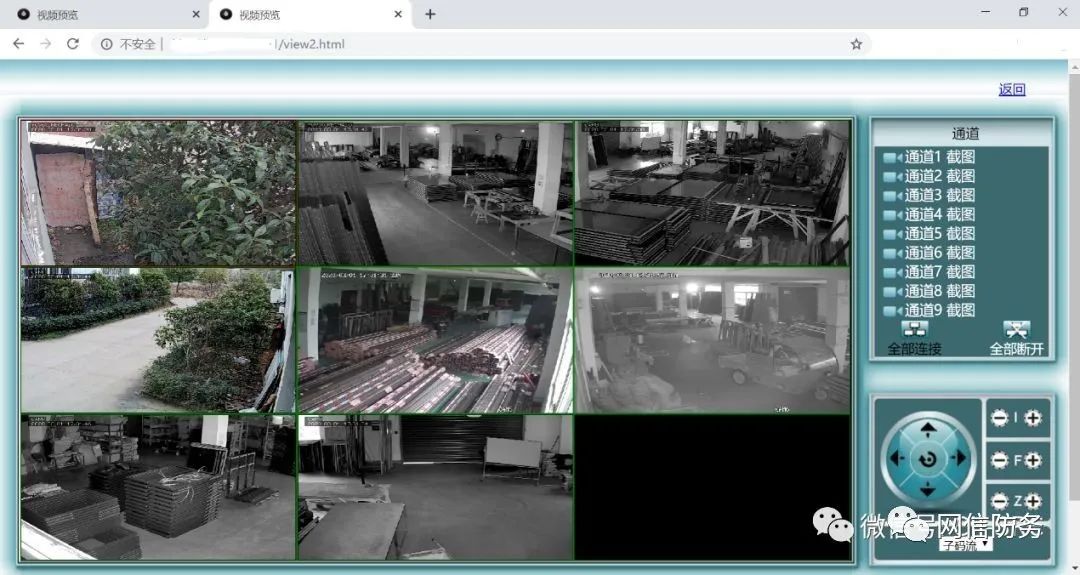 视频预览
视频预览
不安全 | /view2.html
返回
通道
通道1 截图
通道2 截图
通道3 截图
通道4 截图
通道5 截图
通道6 截图
通道7 截图
通道8 截图
通道9 截图
全部连接 全部断开
I
F
Z
微信号网信防务
子码流